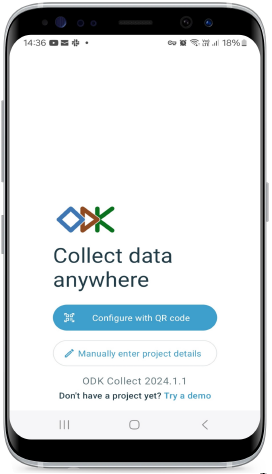 14:36 18%
ODK
Collect data
anywhere
Configure with QR code
Manually enter project details
ODK Collect 2024.1.1
Don't have a project yet? Try a demo